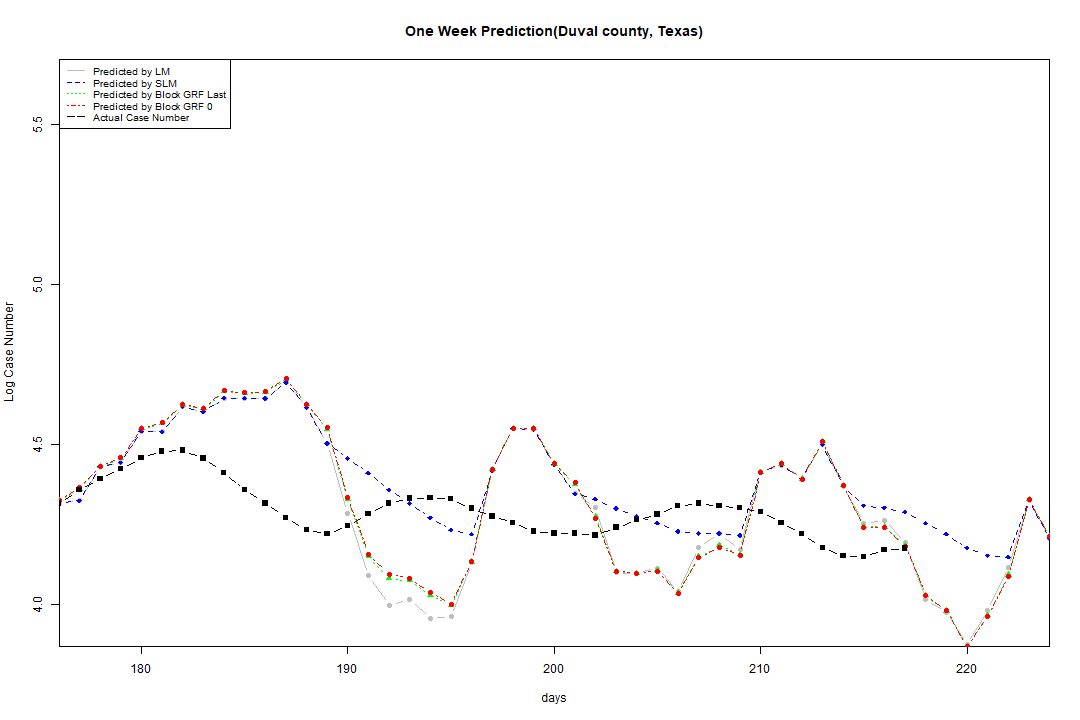 One Week Prediction(Duval county, Texas)
Predicted by LM
Predicted by SLM
Predicted by Block GRF Last
Predicted by Block GRF 0
Actual Case Number
5.5
5.0
4.5
4.0
Log Case Number
180 190 200 210 220
days